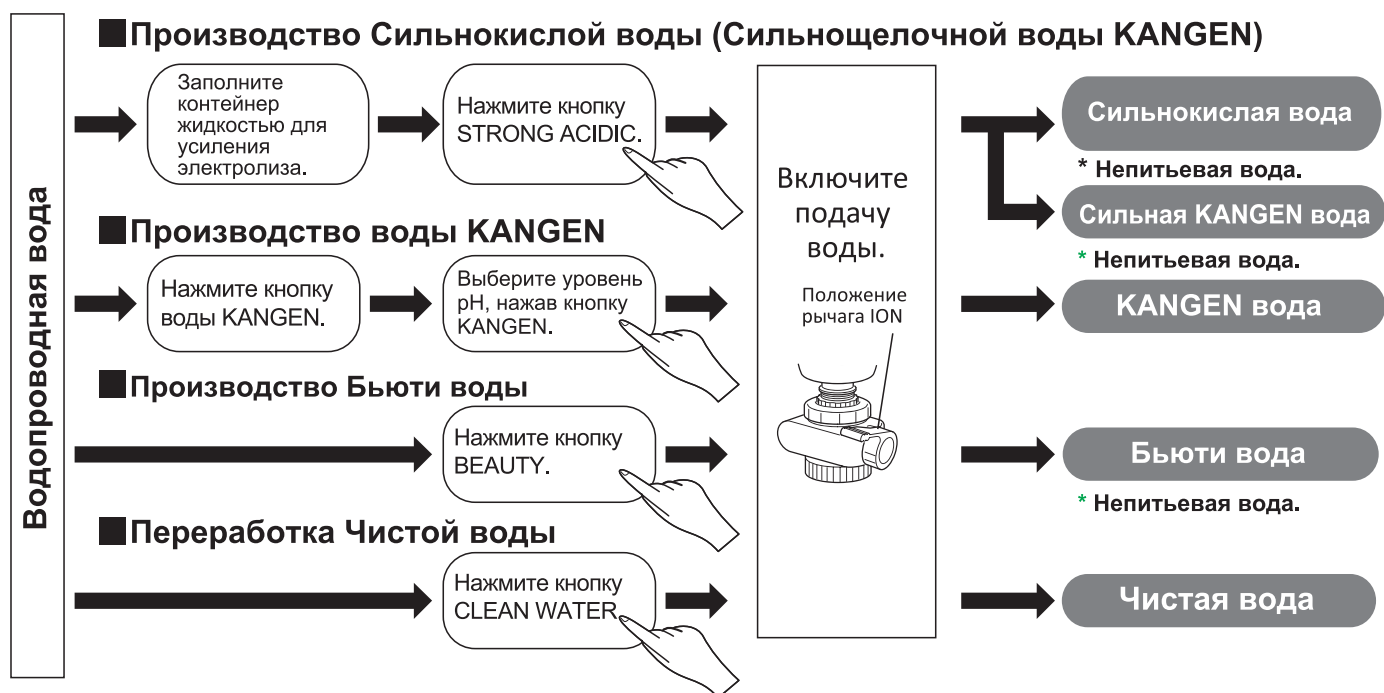 Водопроводная вода
Производство Сильнокислой воды (Сильнощелочной воды KANGEN)
Заполните
контейнер
жидкостью для
усиления
электролиза.
Нажмите кнопку
STRONG ACIDIC.
Производство воды KANGEN
Нажмите кнопку
воды KANGEN.
Выберите уровень
pH, нажав кнопку
KANGEN.
Производство Бьюти воды
Нажмите кнопку
BEAUTY.
Переработка Чистой воды
Нажмите кнопку
CLEAN WATER
Включите
подачу
воды.
Положение
рычага ION
Сильнокислая вода
* Непитьевая вода.
Сильная KANGEN вода
* Непитьевая вода.
KANGEN вода
Бьюти вода
* Непитьевая вода.
Чистая вода